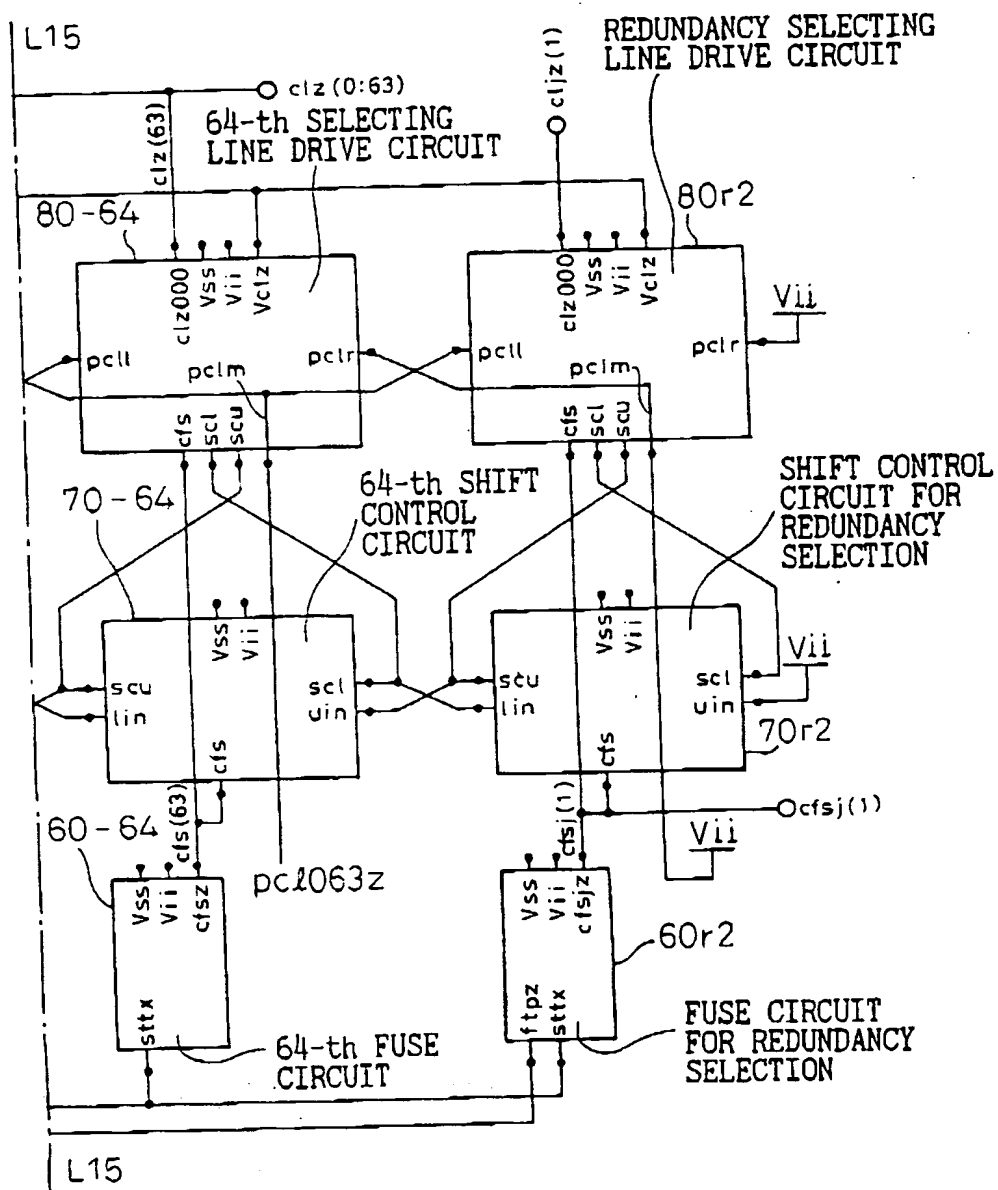 L15
REDUNDANCY SELECTING
LINE DRIVE CIRCUIT
clz(0:63)
cljz(1)
clz(63)
64-th SELECTING
LINE DRIVE CIRCUIT
80-64
80r2
clz000
Vss
Vii
Vclz
clz000
Vss
Vii
Vclz
Vii
pcll
pclr
pcll
pclr
pclm
pclm
cfs
scl
scu
cfs
scl
scu
70-64
64-th SHIFT
CONTROL
CIRCUIT
SHIFT CONTROL
CIRCUIT FOR
REDUNDANCY
SELECTION
Vss
Vii
Vss
Vii
Vii
scu
scl
scu
scl
lin
uin
lin
uin
cfs
cfs
70r2
cfs(63)
cfsj(1)
cfsj(1)
60-64
Vii
pcl063z
Vss
Vii
cfsz
Vss
Vii
cfsjz
60r2
sttx
ftpz
sttx
64-th FUSE
CIRCUIT
FUSE CIRCUIT
FOR REDUNDANCY
SELECTION
L15